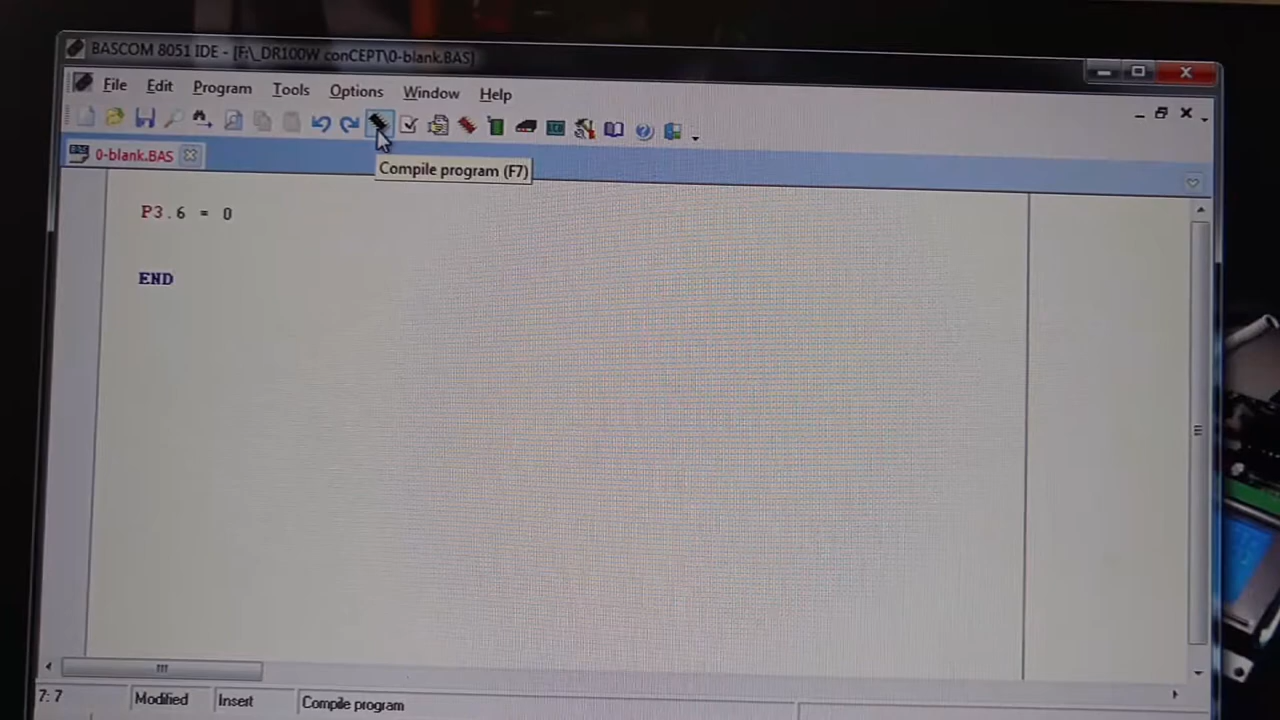 BASCOM 8051 IDE - [F:\_DR100W conCEPT\0-blank.BAS]
File Edit Program Tools Options Window Help
0-blank.BAS
Compile program (F7)
P3.6 = 0
END
7: 7 Modified Insert Compile program